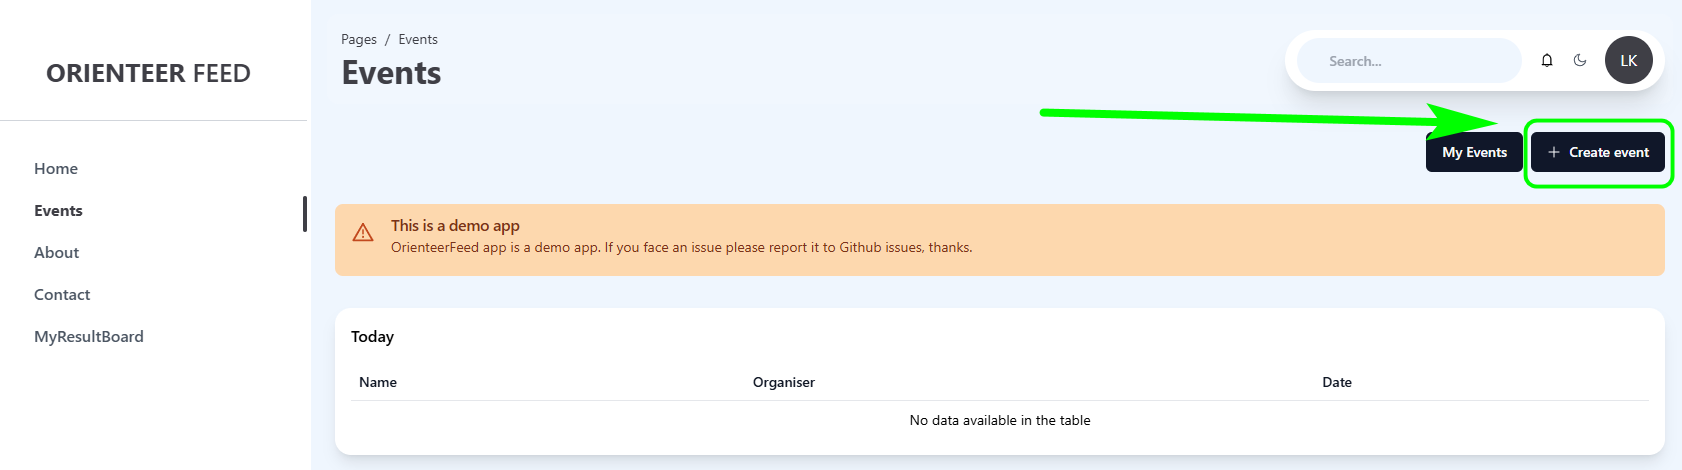 ORIENTEER FEED
Home
Events
About
Contact
MyResultBoard
Pages / Events
Events
Search...
LK
My Events
+ Create event
This is a demo app
OrienteerFeed app is a demo app. If you face an issue please report it to Github issues, thanks.
Today
Name Organiser Date
No data available in the table